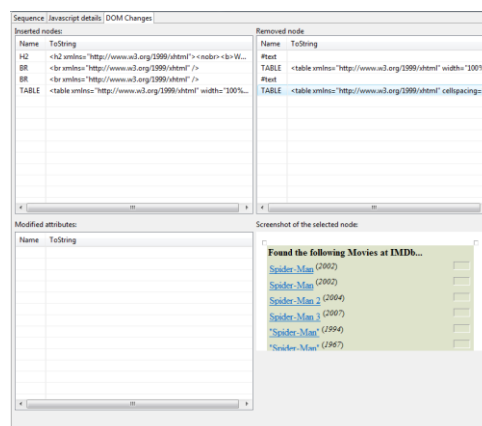 Sequence Javascript details DOM Changes
Inserted nodes:
Name ToString
H2 <h2 xmlns="http://www.w3.org/1999/xhtml"><nobr><b>W...
BR <br xmlns="http://www.w3.org/1999/xhtml" />
BR <br xmlns="http://www.w3.org/1999/xhtml" />
TABLE <table xmlns="http://www.w3.org/1999/xhtml" width="100%...
Removed node
Name ToString
#text
TABLE <table xmlns="http://www.w3.org/1999/xhtml" width="100%
#text
TABLE <table xmlns="http://www.w3.org/1999/xhtml" cellspacing=
Modified attributes:
Name ToString
Screenshot of the selected node:
Found the following Movies at IMDb...
Spider-Man (2002)
Spider-Man (2002)
Spider-Man 2 (2004)
Spider-Man 3 (2007)
"Spider-Man" (1994)
"Spider-Man" (1967)